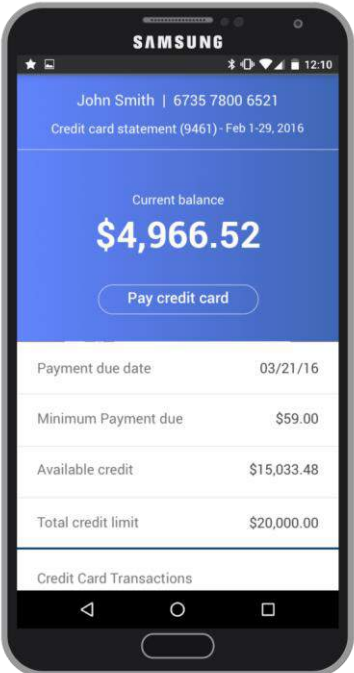 SAMSUNG
12:10
John Smith | 6735 7800 6521
Credit card statement (9461) - Feb 1-29, 2016
Current balance
$4,966.52
Pay credit card
Payment due date 03/21/16
Minimum Payment due $59.00
Available credit $15,033.48
Total credit limit $20,000.00
Credit Card Transactions